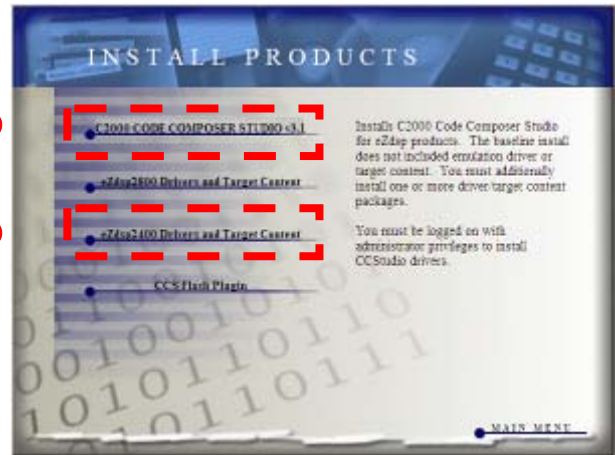 INSTALL PRODUCTS
C2000 CODE COMPOSER STUDIO v3.1
eZdsp2800 Drivers and Target Content
eZdsp2400 Drivers and Target Content
CCS Flash Plugin
Installs C2000 Code Composer Studio
for eZdsp products. The baseline install
does not included emulation driver or
target content. You must additionally
install one or more driver/target content
packages.
You must be logged on with
administrator privileges to install
CCStudio drivers.
MAIN MENU